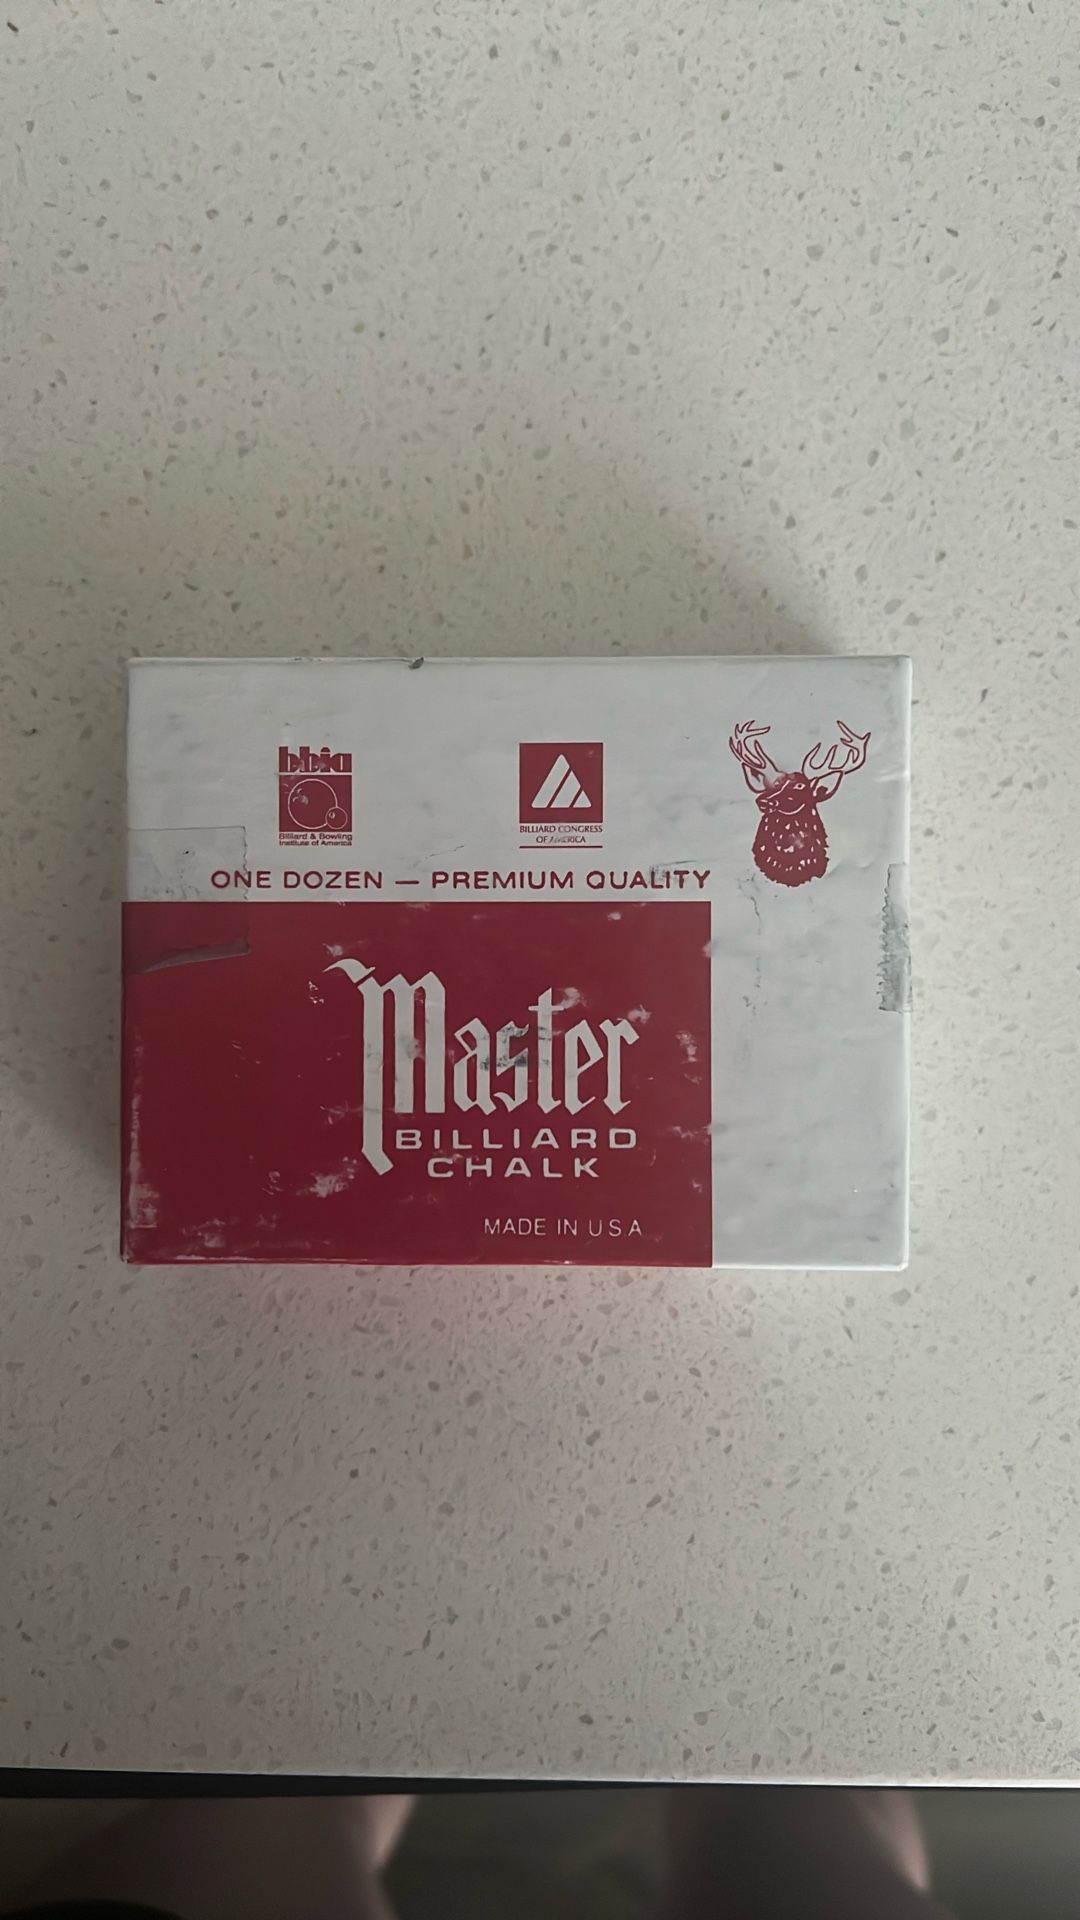 bbia
Billiard & Bowling
Institute of America
BILLIARD CONGRESS
OF AMERICA
ONE DOZEN — PREMIUM QUALITY
Master
BILLIARD
CHALK
MADE IN USA